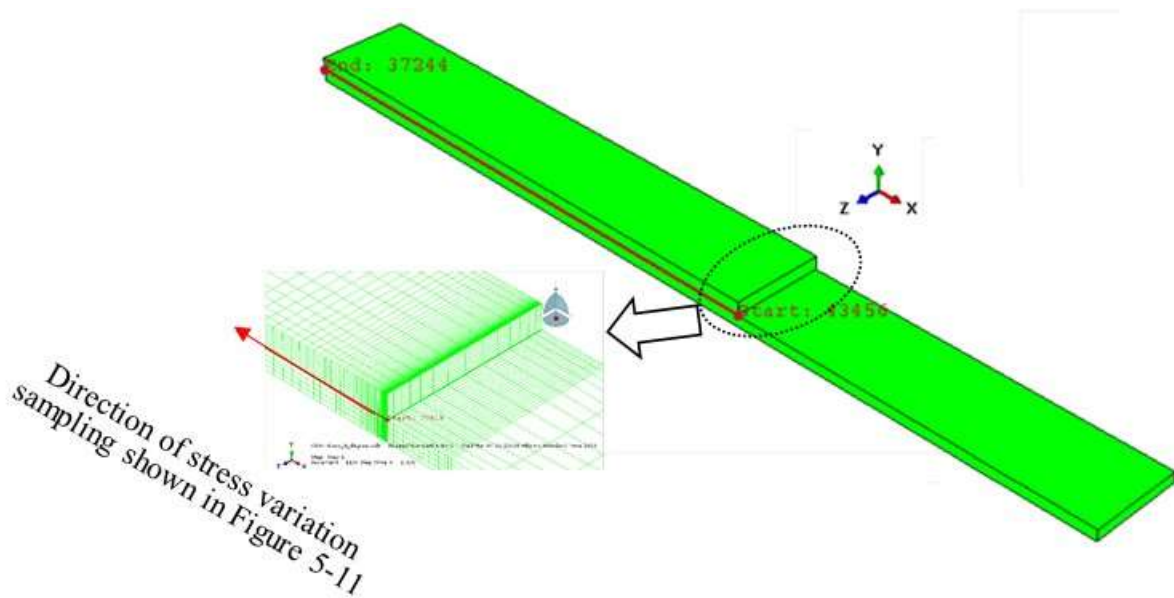 End: 37244
Y
Z
X
Start: 43456
Direction of stress variation
sampling shown in Figure 5-11